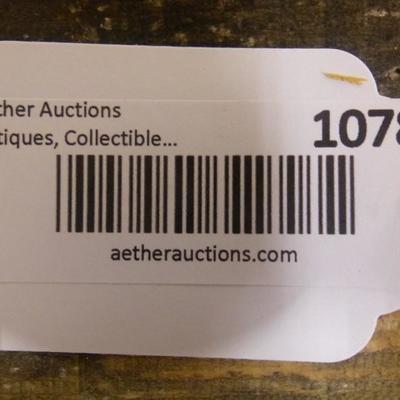 ther Auctions
tiques, Collectible...
1078
aetherauctions.com